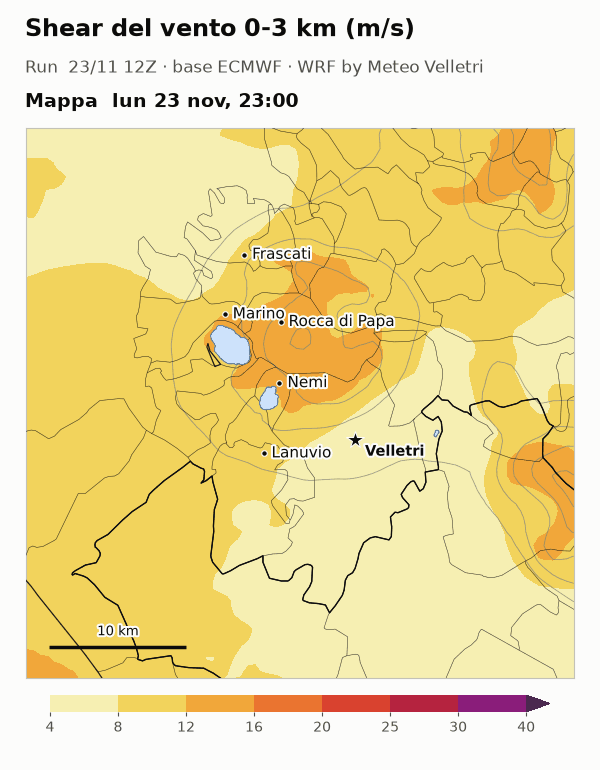 Shear del vento 0-3 km (m/s)
Run  23/11 12Z · base ECMWF · WRF by Meteo Velletri
Mappa  lun 23 nov, 23:00
Frascati
Marino
Rocca di Papa
Nemi
Lanuvio
Velletri
10 km
4 8 12 16 20 25 30 40